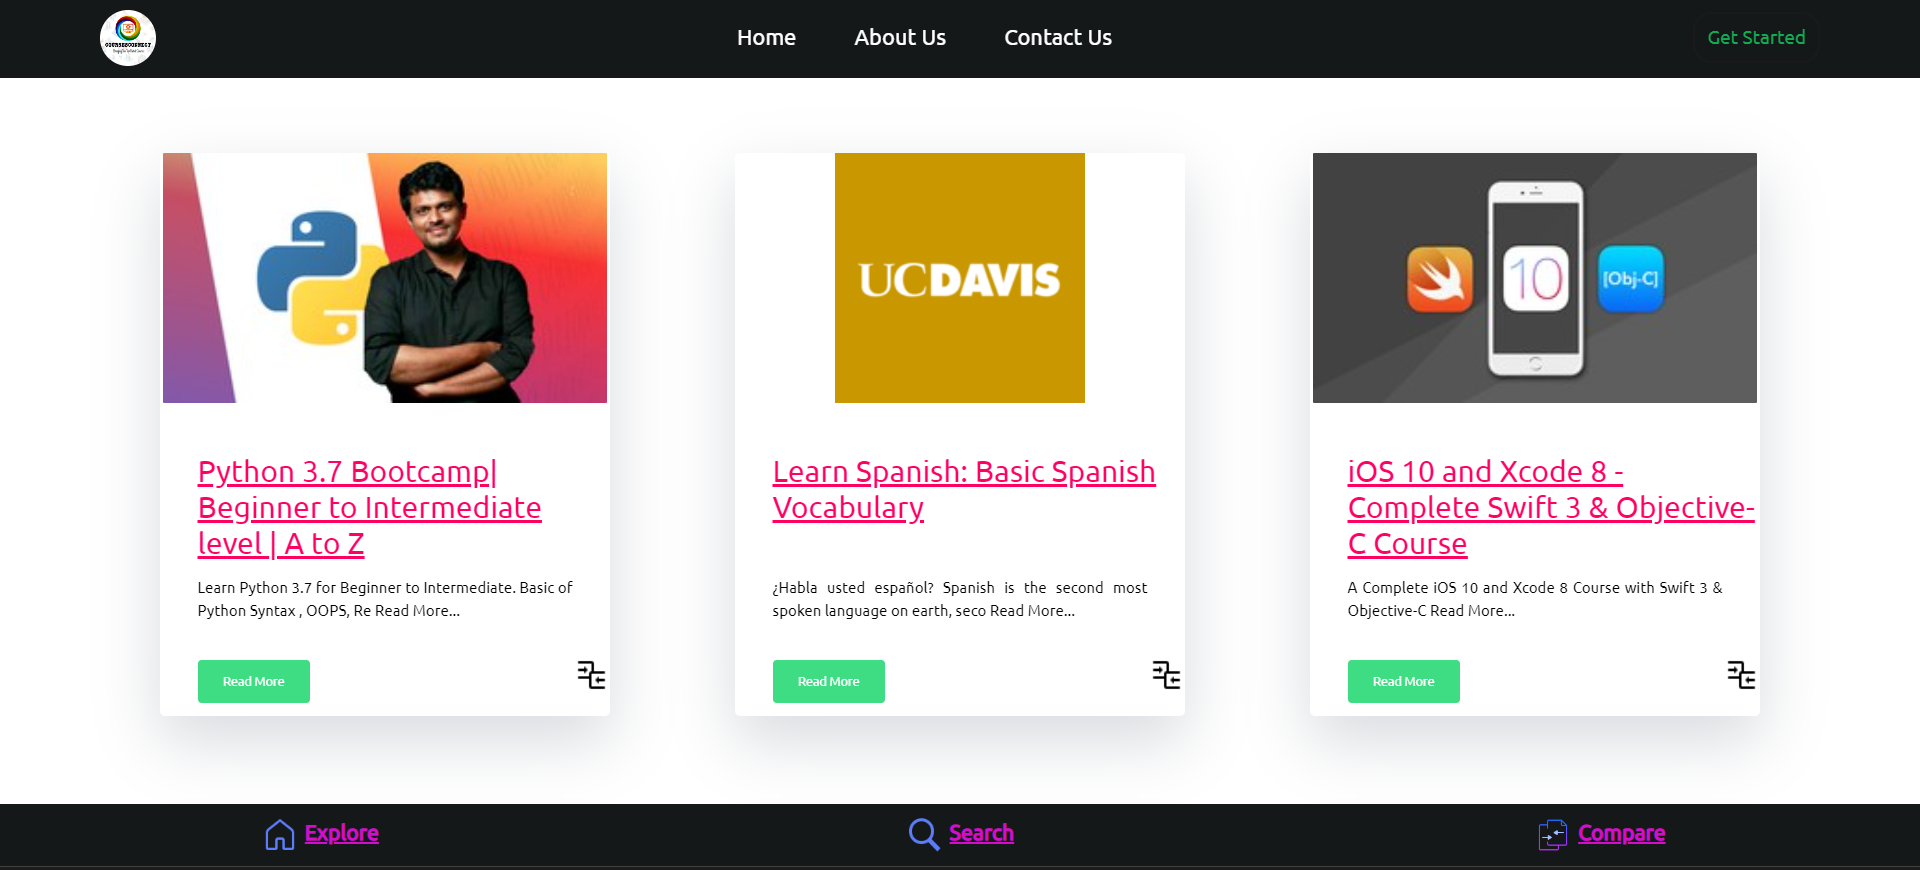 COURSESCONNECT
Home
About Us
Contact Us
Get Started
UCDAVIS
10
[Obj-C]
Python 3.7 Bootcamp|
Beginner to Intermediate
level | A to Z
Learn Python 3.7 for Beginner to Intermediate. Basic of
Python Syntax , OOPS, Re Read More...
Read More
Learn Spanish: Basic Spanish
Vocabulary
¿Habla usted español? Spanish is the second most
spoken language on earth, seco Read More...
Read More
iOS 10 and Xcode 8 -
Complete Swift 3 & Objective-
C Course
A Complete iOS 10 and Xcode 8 Course with Swift 3 &
Objective-C Read More...
Read More
Explore
Search
Compare